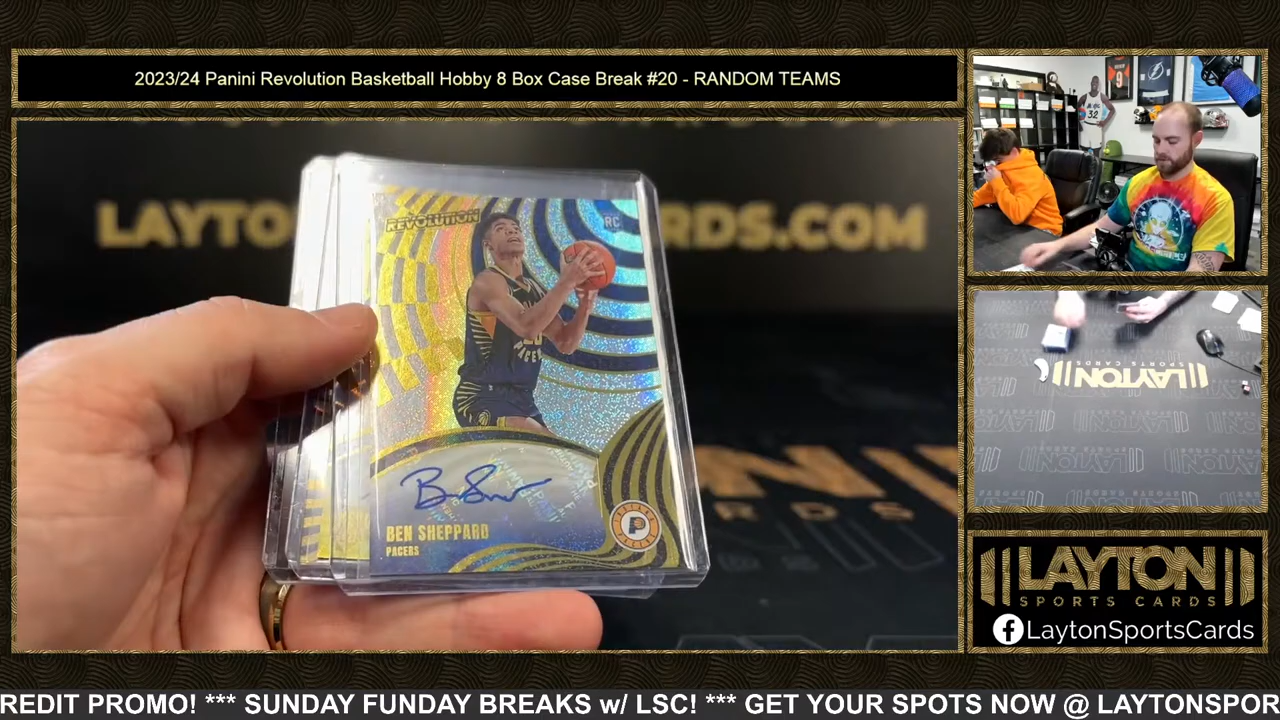 2023/24 Panini Revolution Basketball Hobby 8 Box Case Break #20 - RANDOM TEAMS
REVOLUTION
RC
PACERS
BEN SHEPPARD
PACERS
LAYTON
SPORTS CARDS
LaytonSportsCards
REDIT PROMO! *** SUNDAY FUNDAY BREAKS w/ LSC! *** GET YOUR SPOTS NOW @ LAYTONSPOR